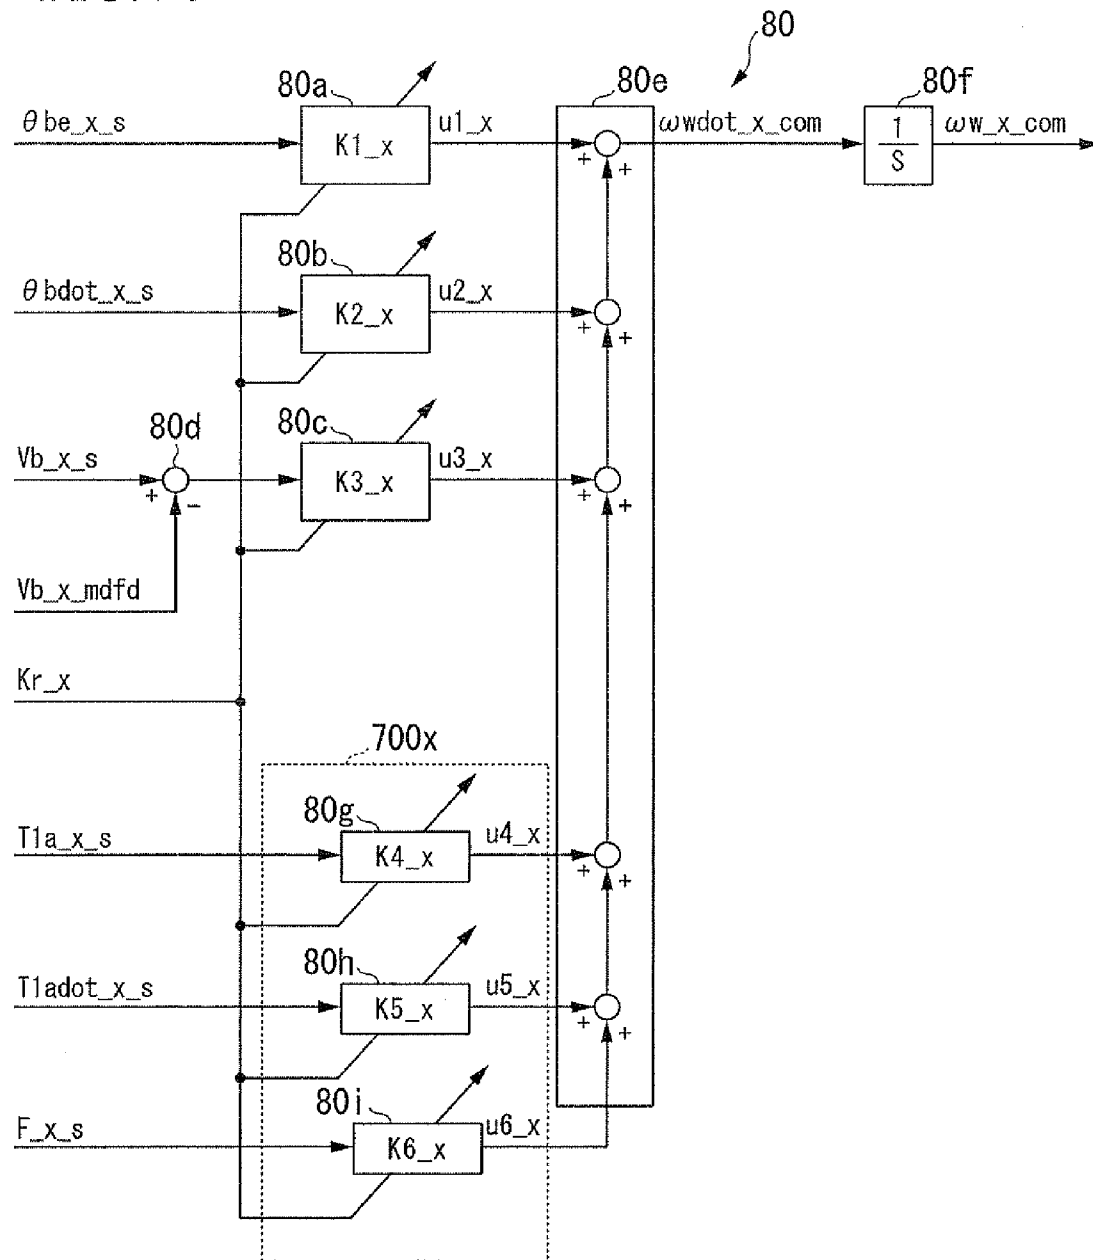 80
80a
80e
80f
θbe_x_s
K1_x
u1_x
ωwdot_x_com
1
S
ωw_x_com
+
+
80b
θbdot_x_s
K2_x
u2_x
+
+
80d
80c
Vb_x_s
K3_x
u3_x
+
-
+
+
Vb_x_mdfd
Kr_x
700x
80g
T1a_x_s
K4_x
u4_x
+
+
80h
T1adot_x_s
K5_x
u5_x
+
+
80i
F_x_s
K6_x
u6_x